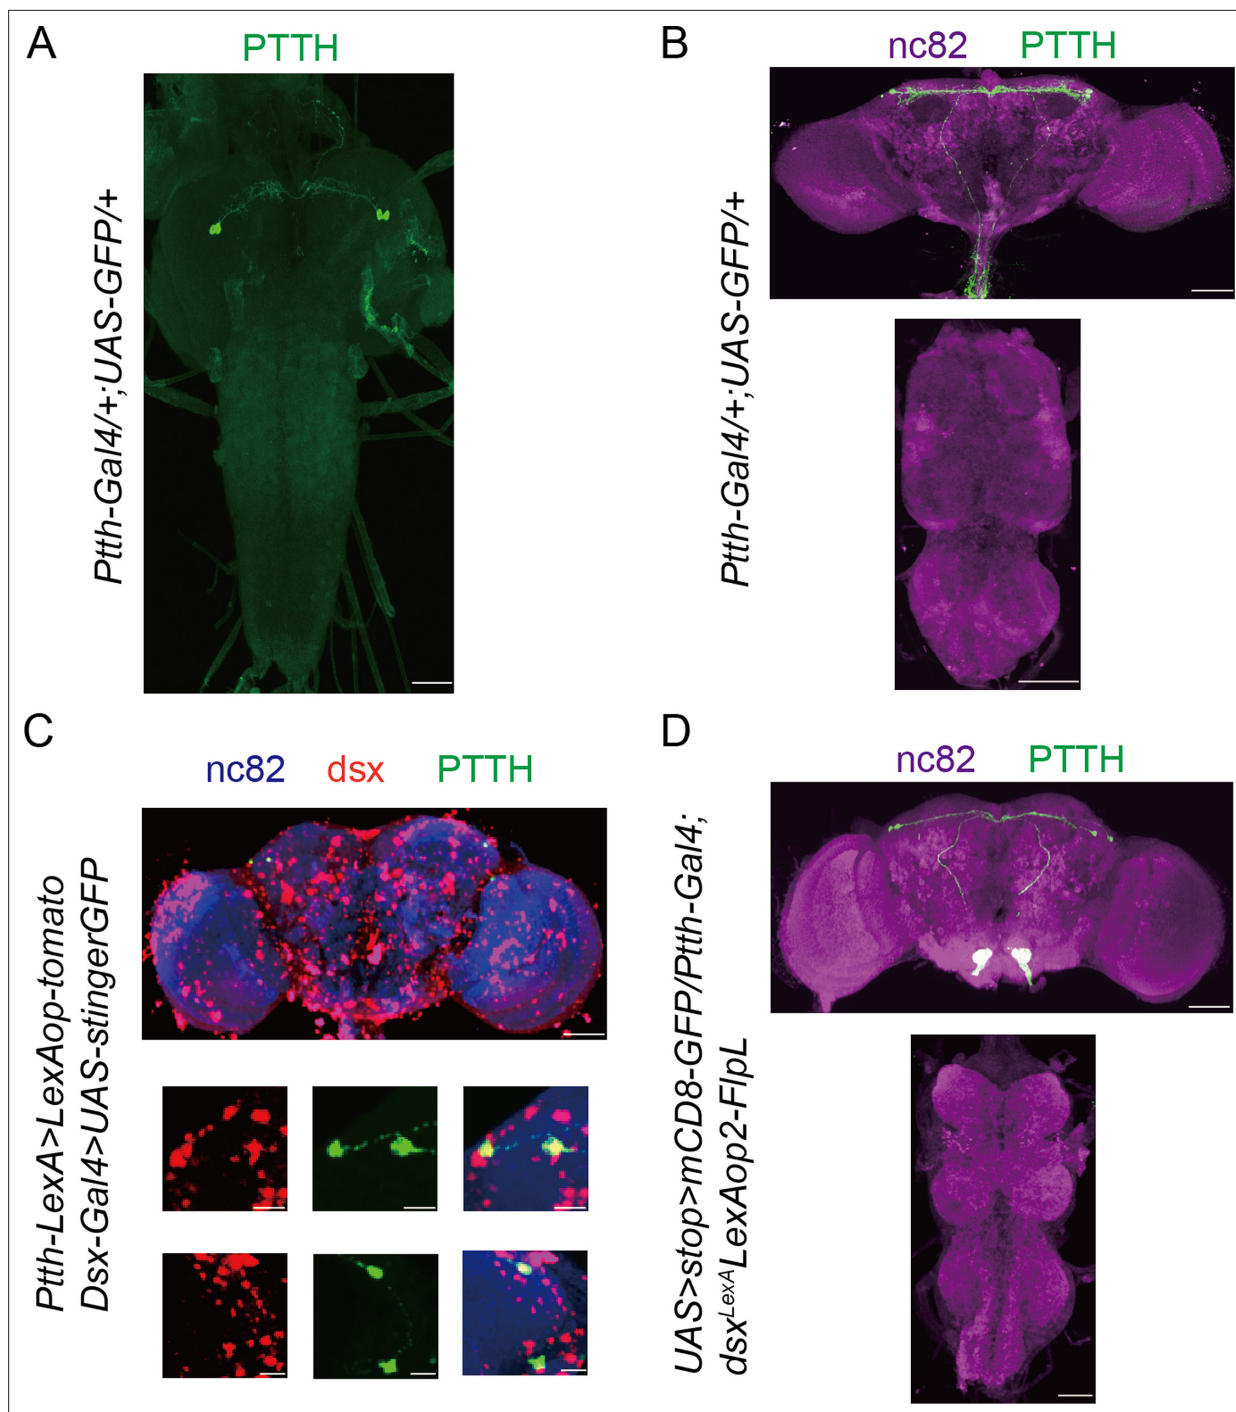 A
PTTH
Ptth-Gal4/+;UAS-GFP/+
B
nc82 PTTH
Ptth-Gal4/+;UAS-GFP/+
C
nc82 dsx PTTH
Ptth-LexA>LexAop-tomato
Dsx-Gal4>UAS-stingerGFP
D
nc82 PTTH
UAS>stop>mCD8-GFP/Ptth-Gal4;
dsxLexALexAop2-FlpL